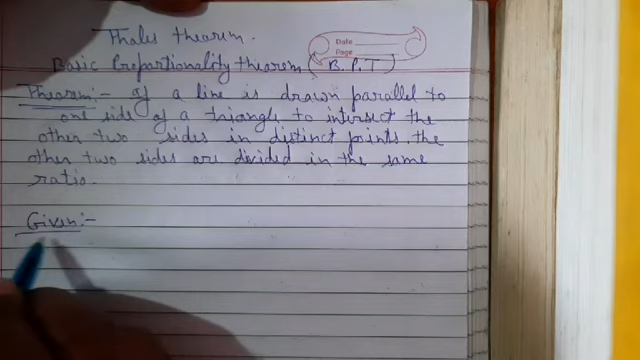 Thales theorem.
Date
Page
Basic Proportionality theorem (B.P.T)
Theorem:- If a line is drawn parallel to
one side of a triangle to intersect the
other two sides in distinct points, the
other two sides are divided in the same
ratio.
Given:-